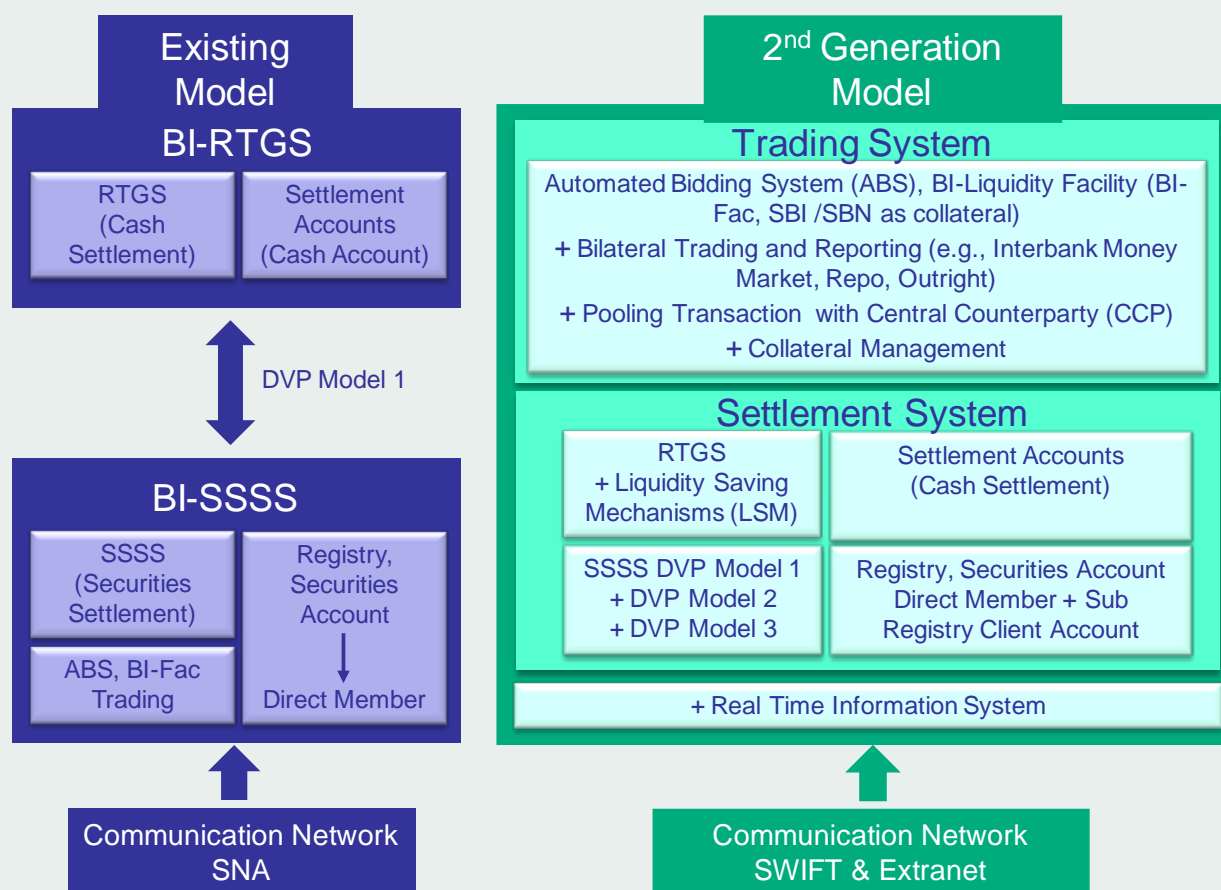 Existing
Model
BI-RTGS
RTGS
(Cash
Settlement)
Settlement
Accounts
(Cash Account)
DVP Model 1
BI-SSSS
SSSS
(Securities
Settlement)
ABS, BI-Fac
Trading
Registry,
Securities
Account
Direct Member
Communication Network
SNA
2nd Generation
Model
Trading System
Automated Bidding System (ABS), BI-Liquidity Facility (BI-
Fac, SBI /SBN as collateral)
+ Bilateral Trading and Reporting (e.g., Interbank Money
Market, Repo, Outright)
+ Pooling Transaction with Central Counterparty (CCP)
+ Collateral Management
Settlement System
RTGS
+ Liquidity Saving
Mechanisms (LSM)
Settlement Accounts
(Cash Settlement)
SSSS DVP Model 1
+ DVP Model 2
+ DVP Model 3
Registry, Securities Account
Direct Member + Sub
Registry Client Account
+ Real Time Information System
Communication Network
SWIFT & Extranet